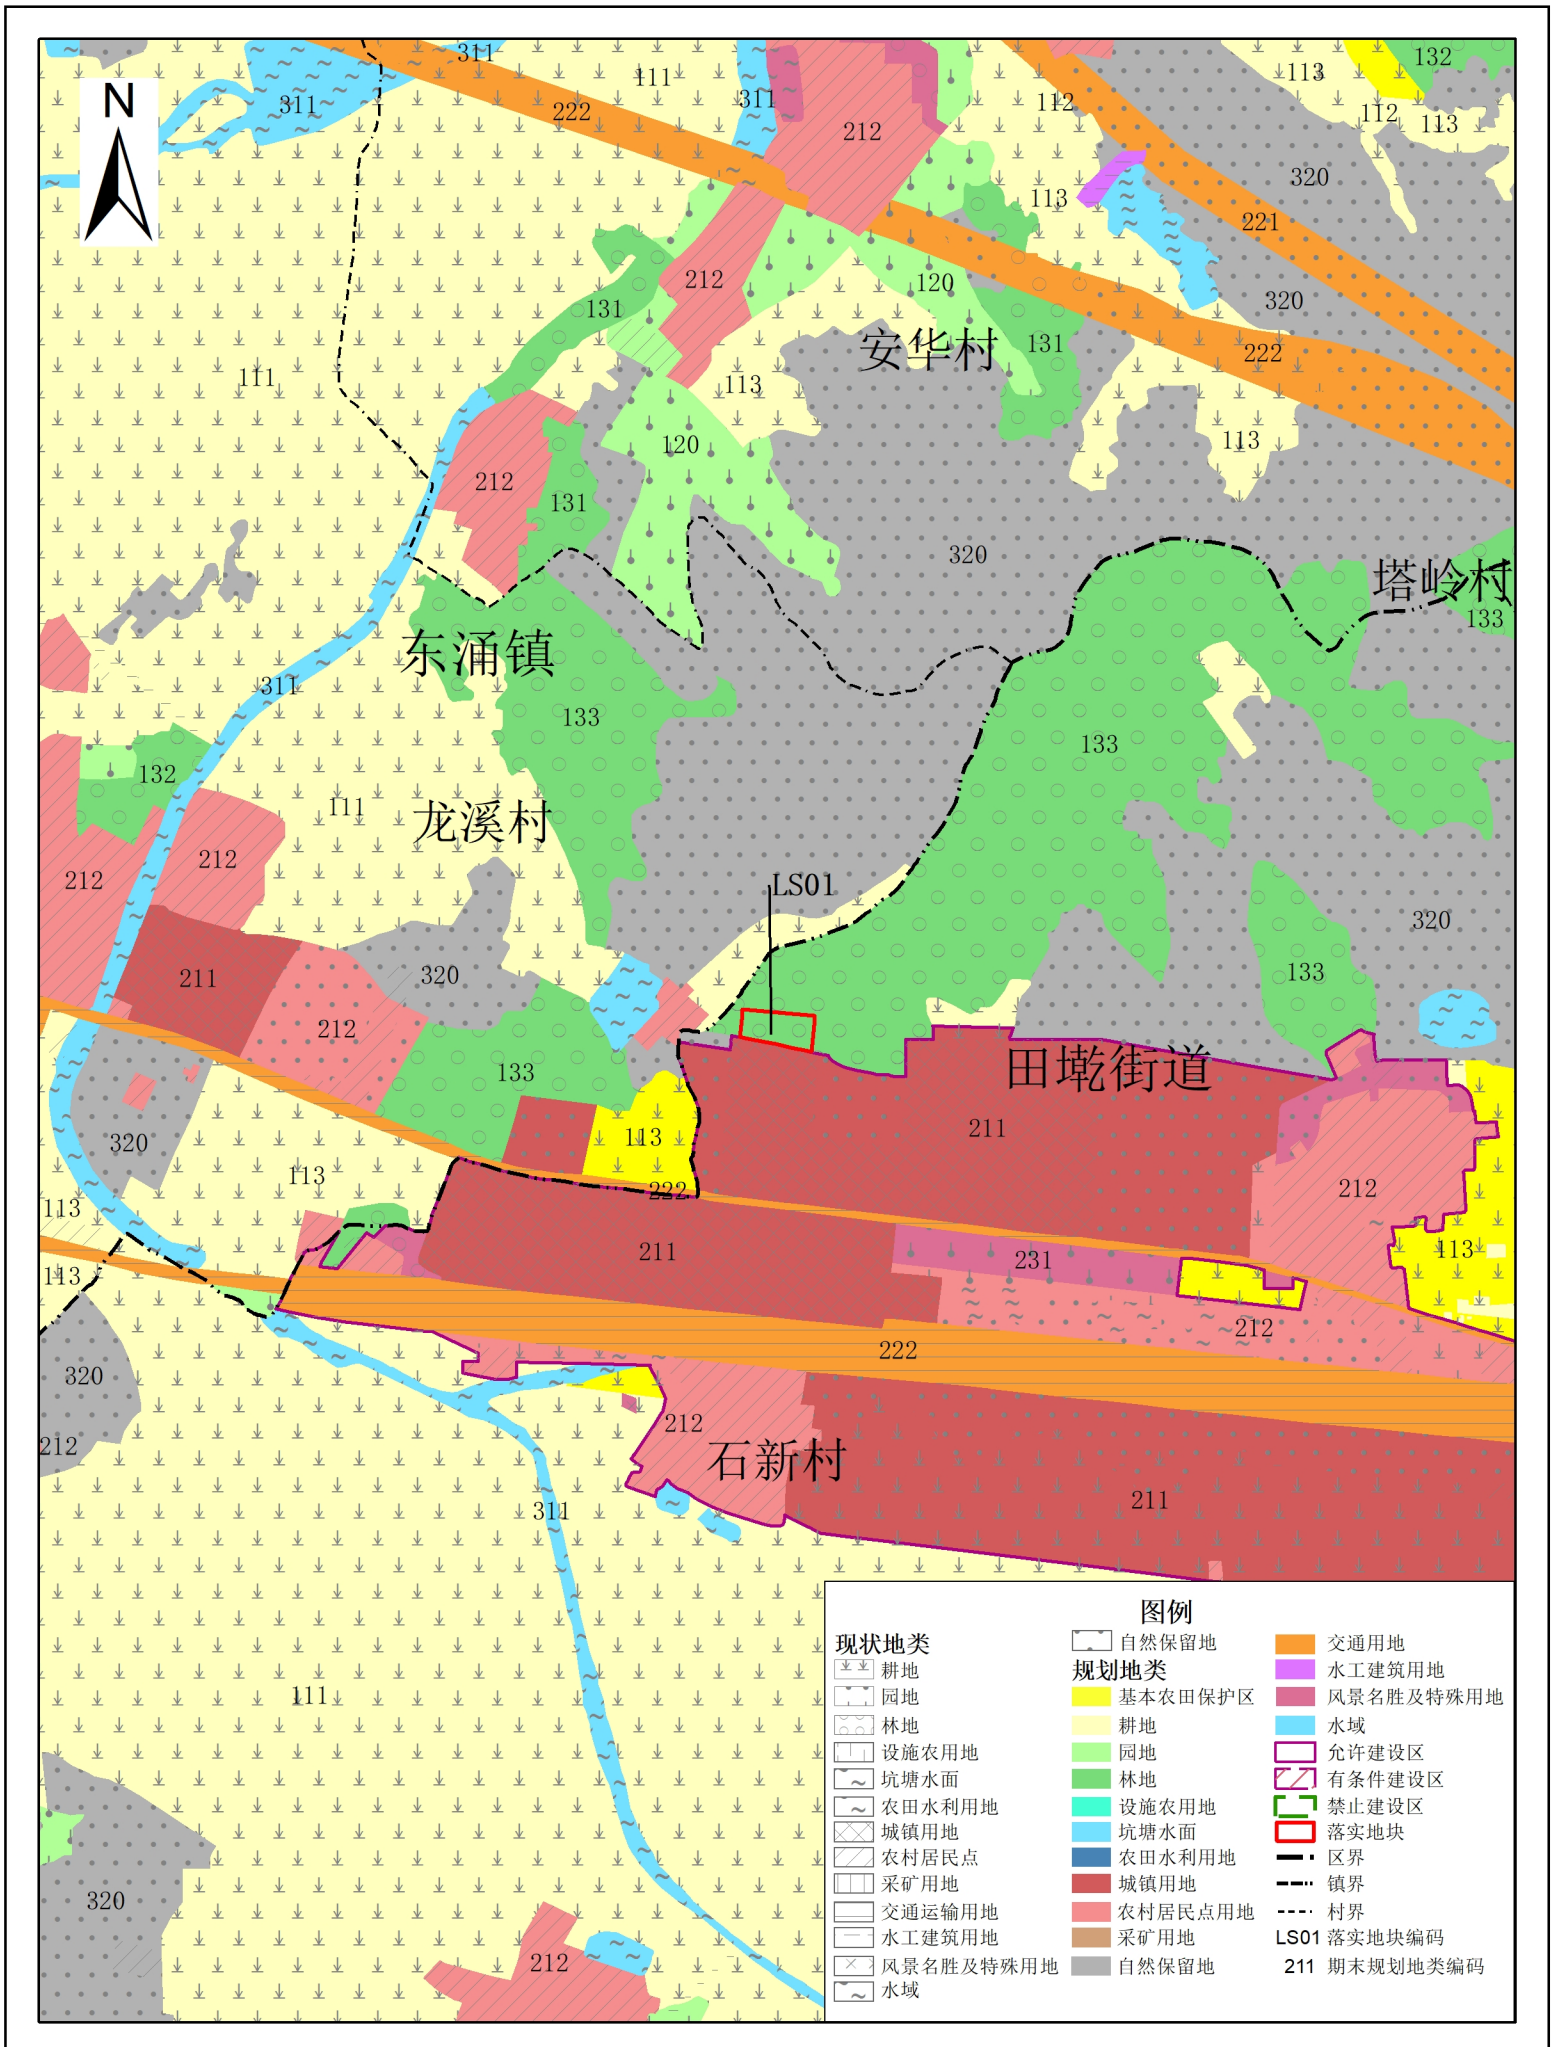 N
311
311
111
222
311
212
112
113
132
112
113
113
320
221
212
120
320
131
安华村
131
222
111
113
120
113
212
131
320
塔岭村
133
东涌镇
311
133
133
132
111
龙溪村
212
212
LS01
320
211
320
133
212
133
田墘街道
320
113
211
113
222
212
113
211
231
113
113
212
222
320
212
212
石新村
311
211
111
320
212
图例
现状地类
耕地
园地
林地
设施农用地
坑塘水面
农田水利用地
城镇用地
农村居民点
采矿用地
交通运输用地
水工建筑用地
风景名胜及特殊用地
水域
自然保留地
规划地类
基本农田保护区
耕地
园地
林地
设施农用地
坑塘水面
农田水利用地
城镇用地
农村居民点用地
采矿用地
自然保留地
交通用地
水工建筑用地
风景名胜及特殊用地
水域
允许建设区
有条件建设区
禁止建设区
落实地块
区界
镇界
村界
LS01 落实地块编码
211 期末规划地类编码